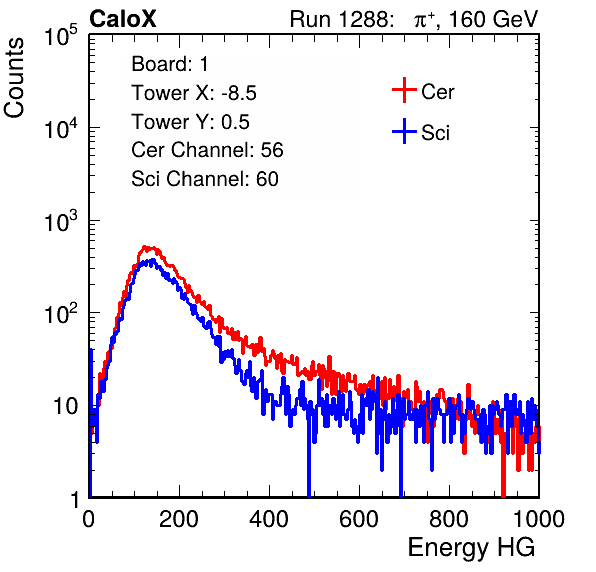 CaloX Run 1288: π⁺, 160 GeV
Counts
10⁵
10⁴
10³
10²
10
1
Board: 1
Tower X: -8.5
Tower Y: 0.5
Cer Channel: 56
Sci Channel: 60
Cer
Sci
0 200 400 600 800 1000
Energy HG